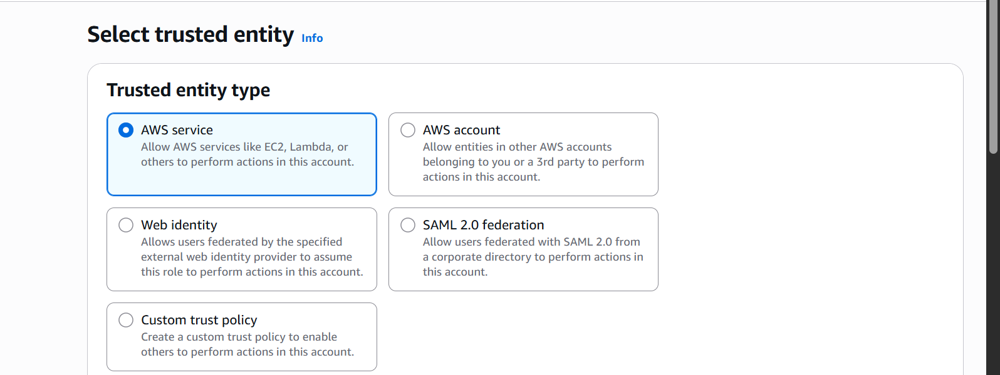 Select trusted entity Info
Trusted entity type
AWS service
Allow AWS services like EC2, Lambda, or
others to perform actions in this account.
AWS account
Allow entities in other AWS accounts
belonging to you or a 3rd party to perform
actions in this account.
Web identity
Allows users federated by the specified
external web identity provider to assume
this role to perform actions in this account.
SAML 2.0 federation
Allow users federated with SAML 2.0 from
a corporate directory to perform actions in
this account.
Custom trust policy
Create a custom trust policy to enable
others to perform actions in this account.